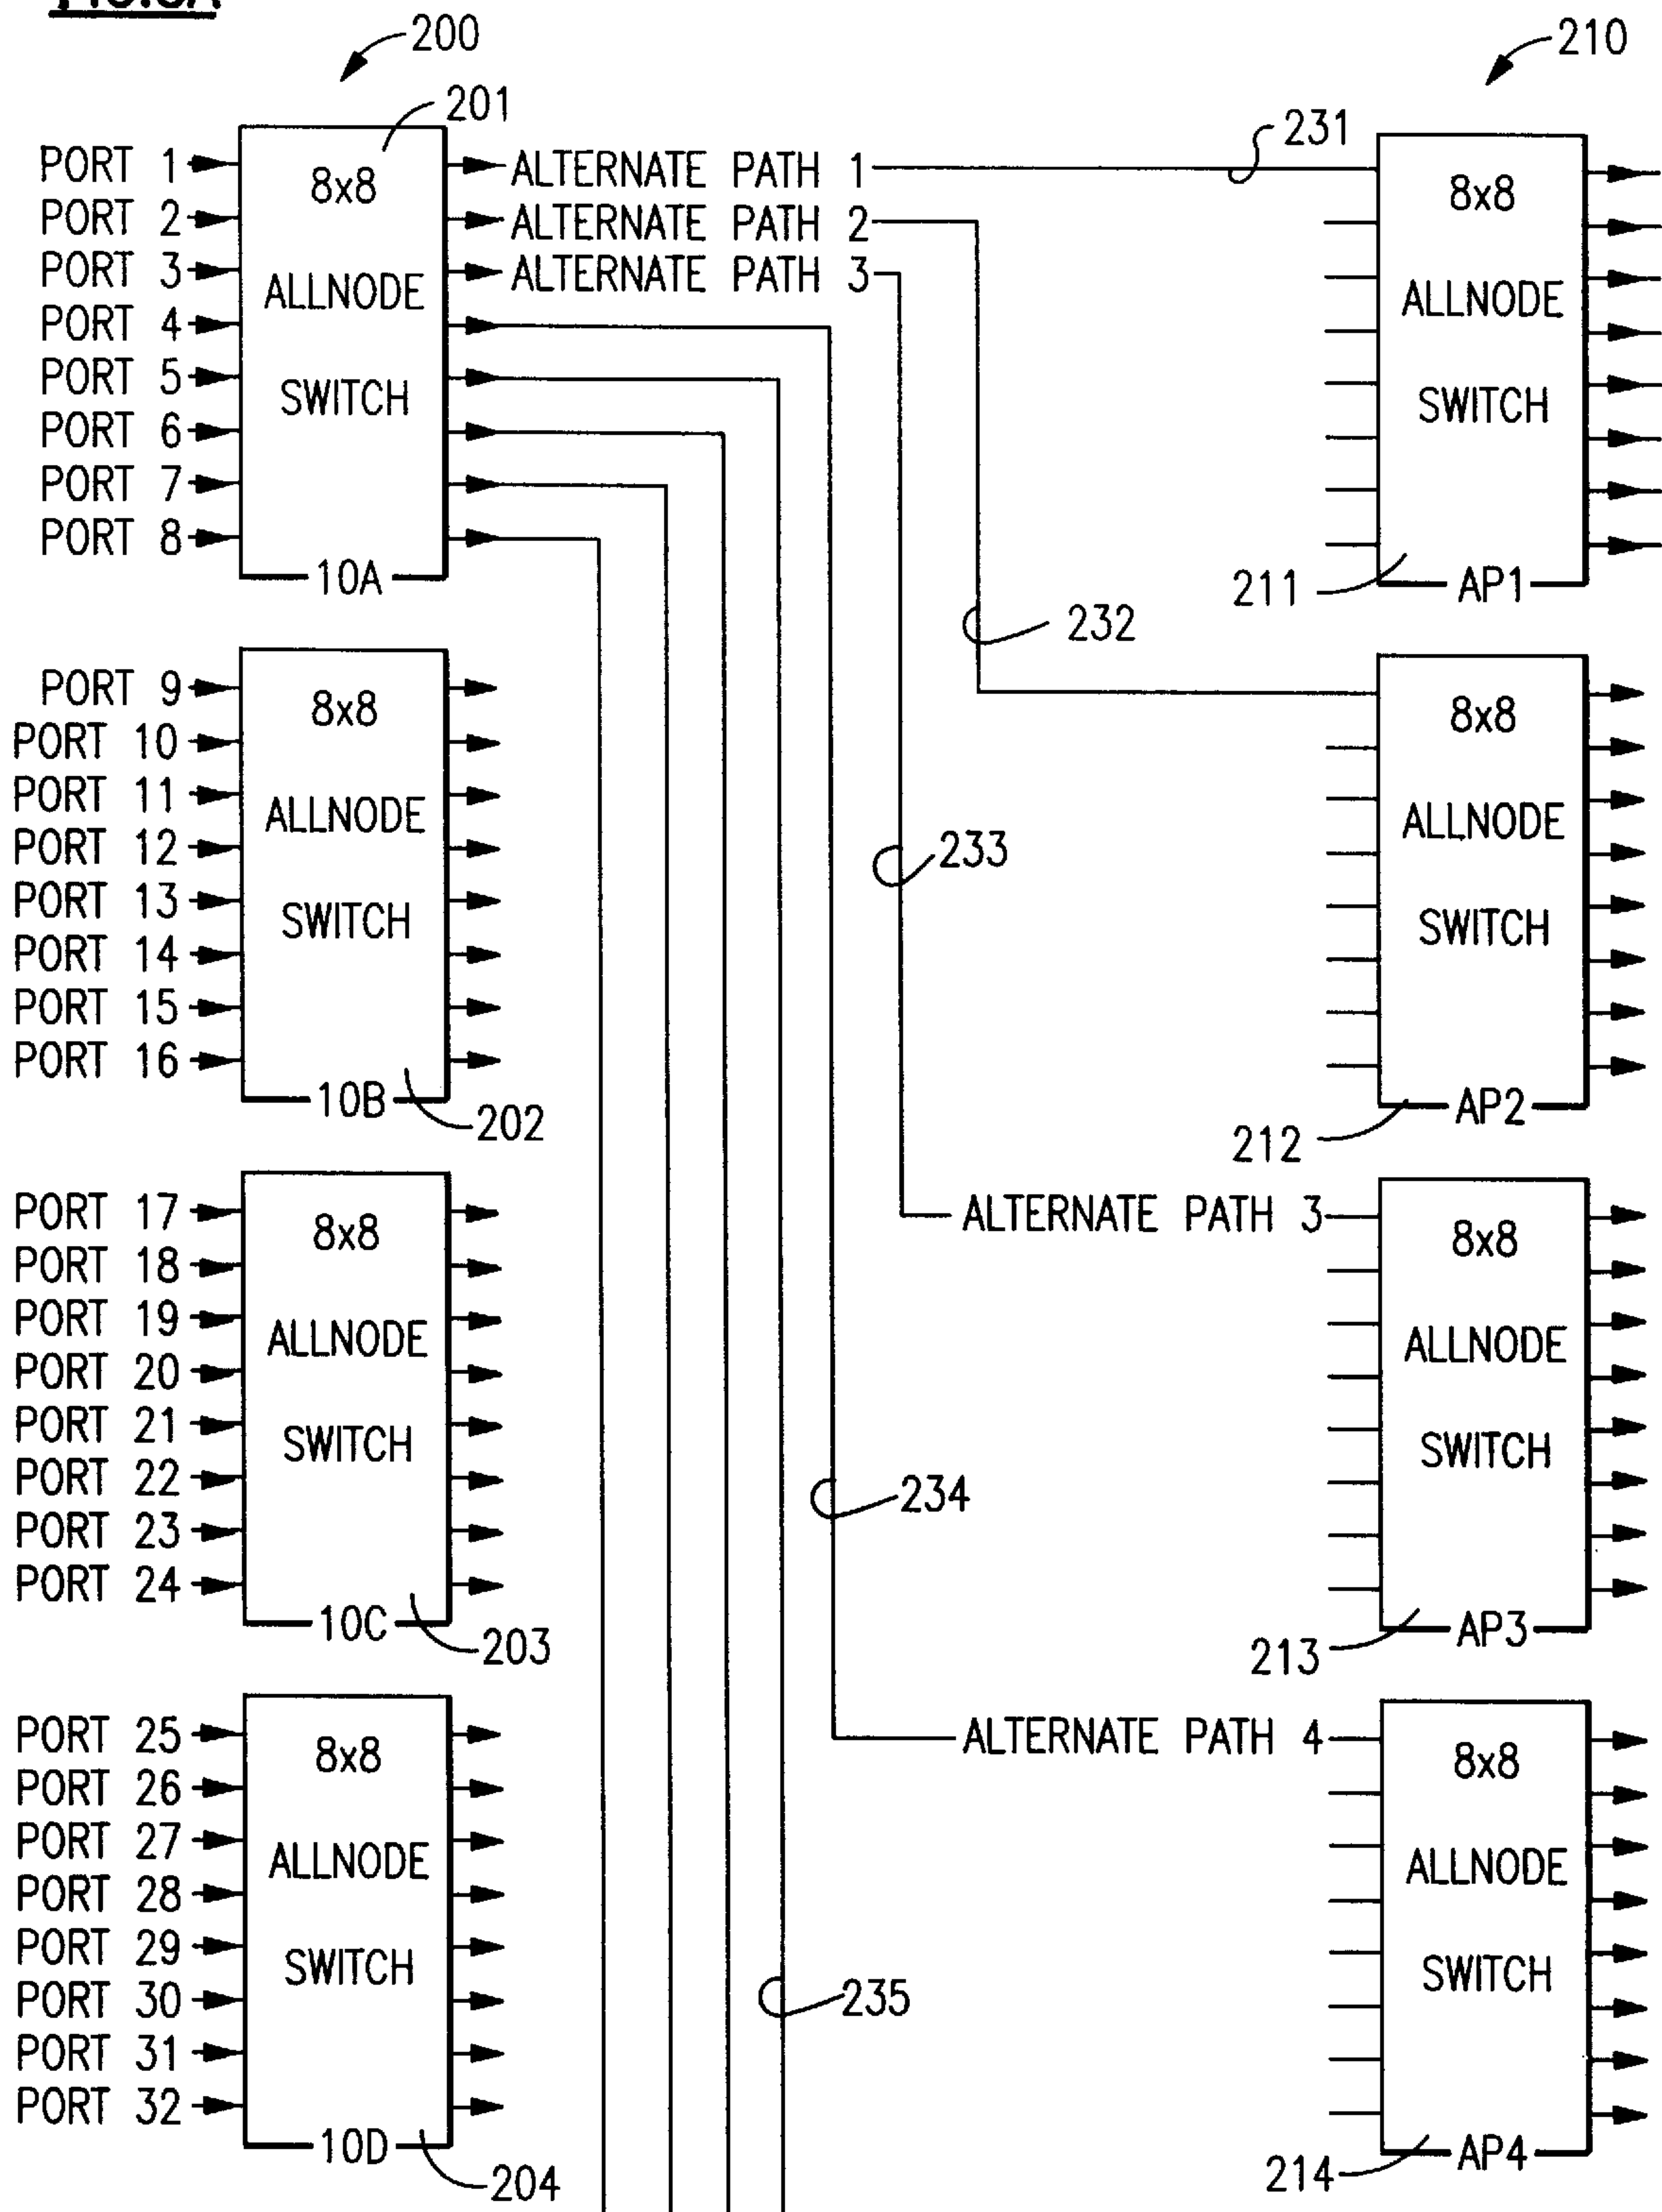 200
210
201
231
PORT 1
PORT 2
PORT 3
PORT 4
PORT 5
PORT 6
PORT 7
PORT 8
8x8
ALLNODE
SWITCH
10A
ALTERNATE PATH 1
ALTERNATE PATH 2
ALTERNATE PATH 3
8x8
ALLNODE
SWITCH
AP1
211
232
PORT 9
PORT 10
PORT 11
PORT 12
PORT 13
PORT 14
PORT 15
PORT 16
8x8
ALLNODE
SWITCH
10B
202
233
8x8
ALLNODE
SWITCH
AP2
212
PORT 17
PORT 18
PORT 19
PORT 20
PORT 21
PORT 22
PORT 23
PORT 24
8x8
ALLNODE
SWITCH
10C
203
ALTERNATE PATH 3
234
8x8
ALLNODE
SWITCH
AP3
213
PORT 25
PORT 26
PORT 27
PORT 28
PORT 29
PORT 30
PORT 31
PORT 32
8x8
ALLNODE
SWITCH
10D
204
ALTERNATE PATH 4
235
8x8
ALLNODE
SWITCH
AP4
214